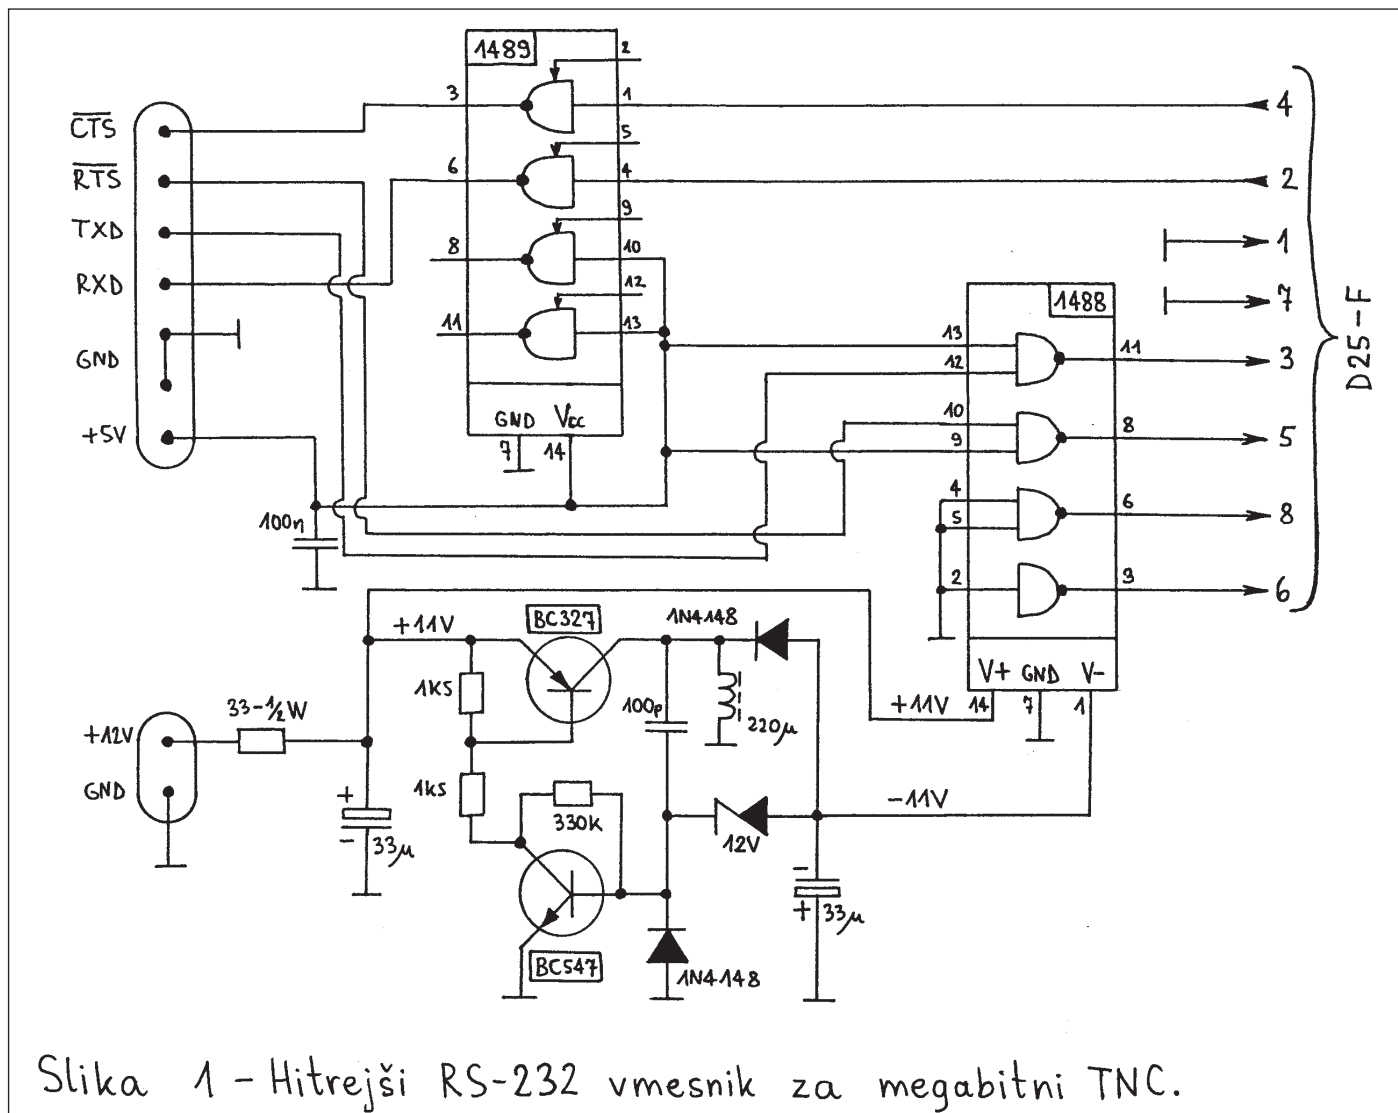 1489
2
3
1
4
CTS
5
RTS
6
4
2
TXD
9
8
10
1
RXD
12
7
1488
11
13
GND
13
11
3
12
D25-F
GND VCC
10
8
5
+5V
7
14
9
4
6
8
100n
5
2
3
6
+11V
BC327
1N4148
V+ GND V-
1K5
100p
220µ
+11V
14
7
1
33-½W
+12V
GND
1K5
330K
12V
-11V
+
-
33µ
-
+
33µ
BC547
1N4148
Slika 1 - Hitrejši RS-232 vmesnik za megabitni TNC.